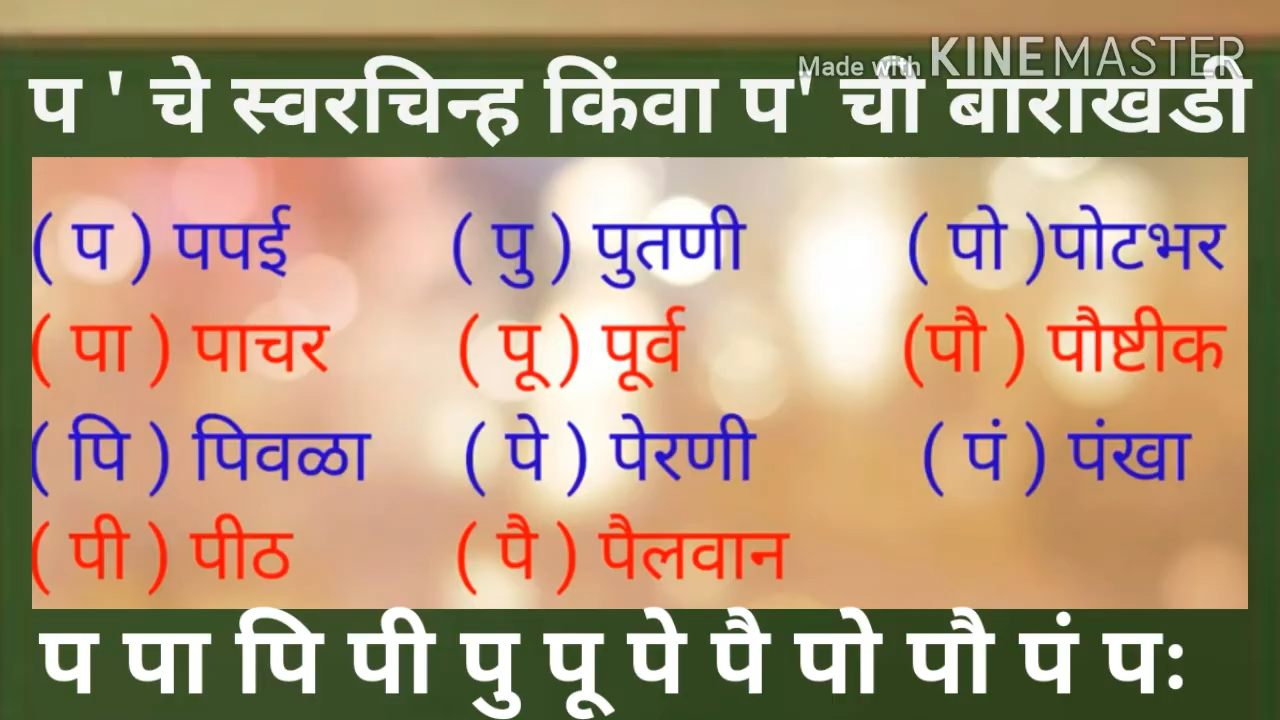 Made with KINEMASTER
प ' चे स्वरचिन्ह किंवा प' ची बाराखडी
( प ) पपई ( पु ) पुतणी ( पो )पोटभर
( पा ) पाचर ( पू ) पूर्व (पौ ) पौष्टीक
( पि ) पिवळा ( पे ) पेरणी ( पं ) पंखा
( पी ) पीठ ( पै ) पैलवान
प पा पि पी पु पू पे पै पो पौ पं पः